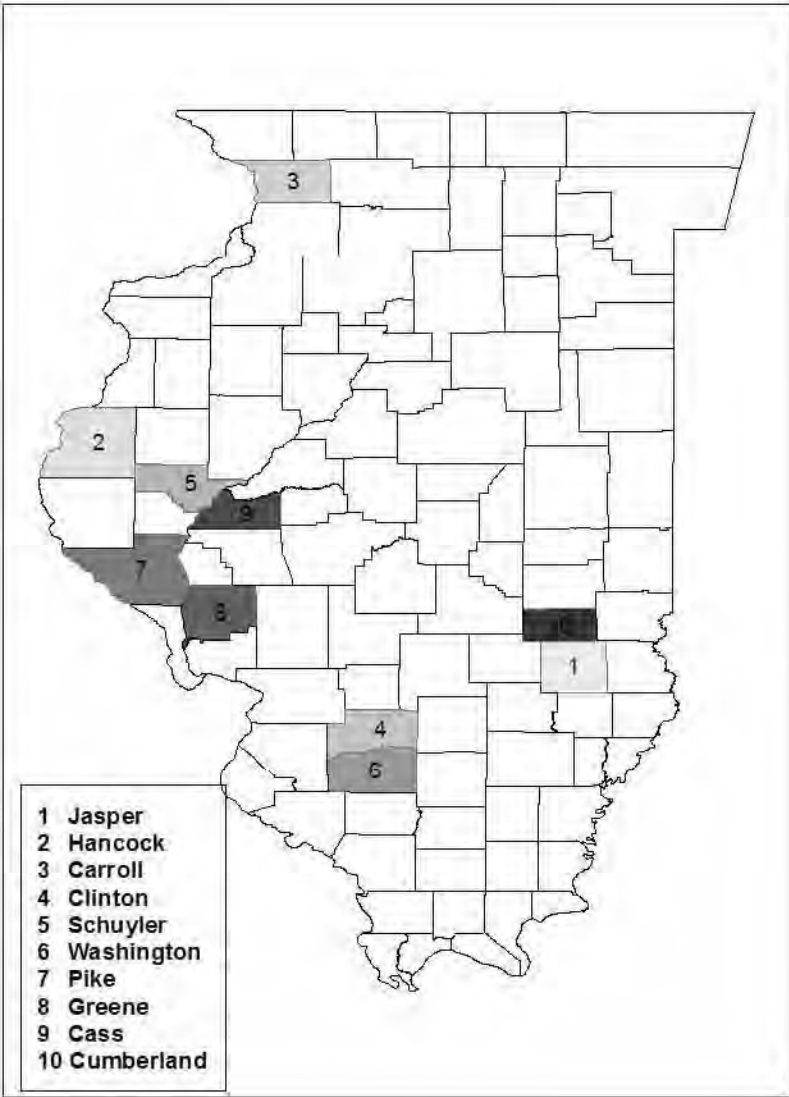 3
2
5
9
7
8
1
4
6
1 Jasper
2 Hancock
3 Carroll
4 Clinton
5 Schuyler
6 Washington
7 Pike
8 Greene
9 Cass
10 Cumberland